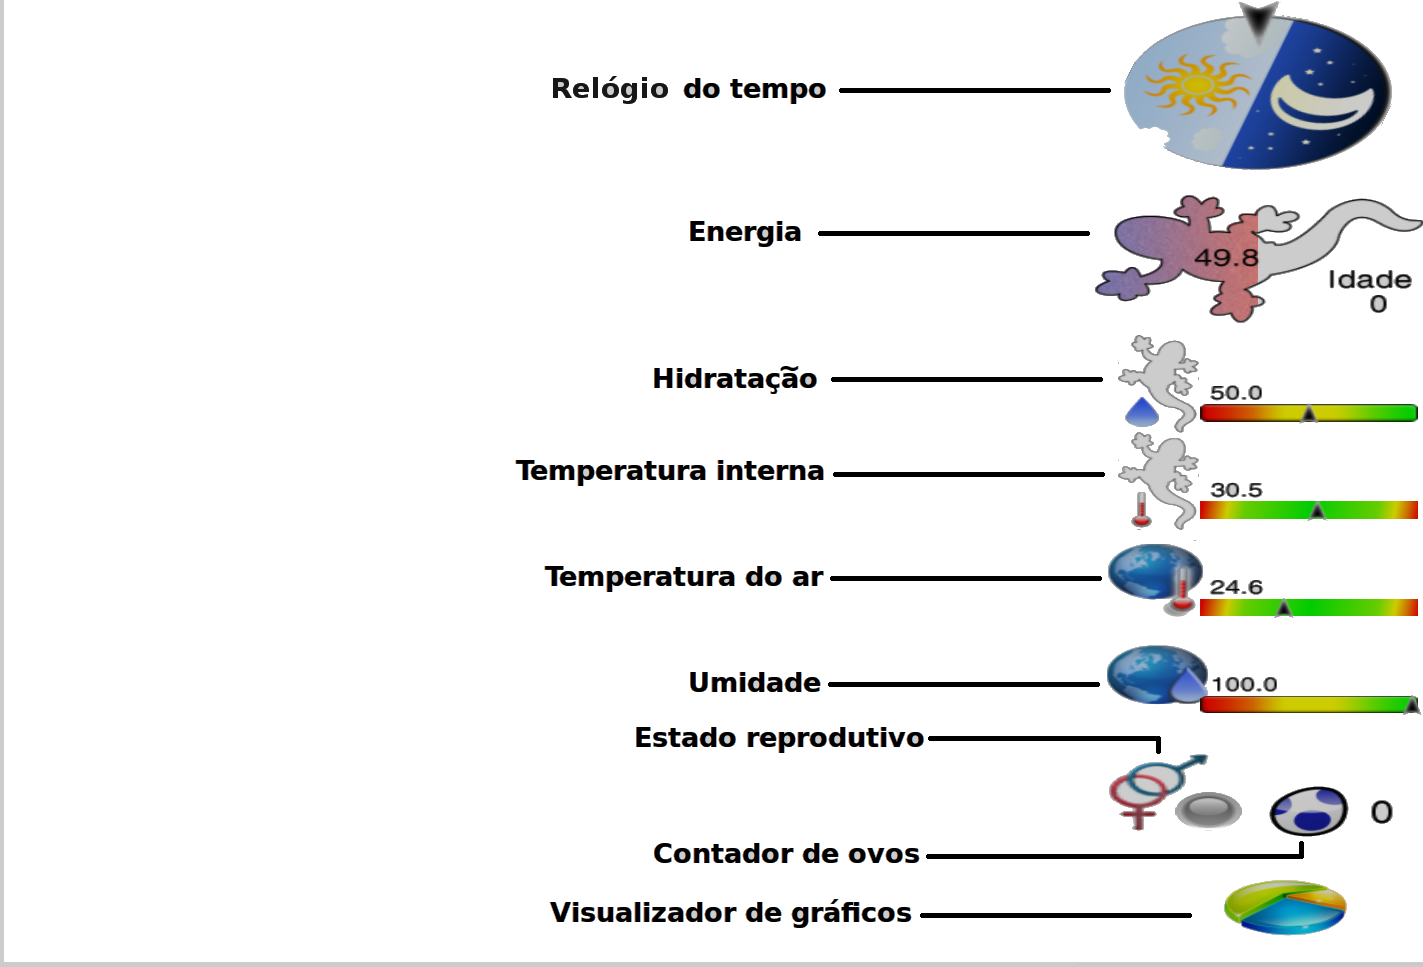 Relógio do tempo
Energia
49.8
Idade
0
Hidratação
50.0
Temperatura interna
30.5
Temperatura do ar
24.6
Umidade
100.0
Estado reprodutivo
0
Contador de ovos
Visualizador de gráficos